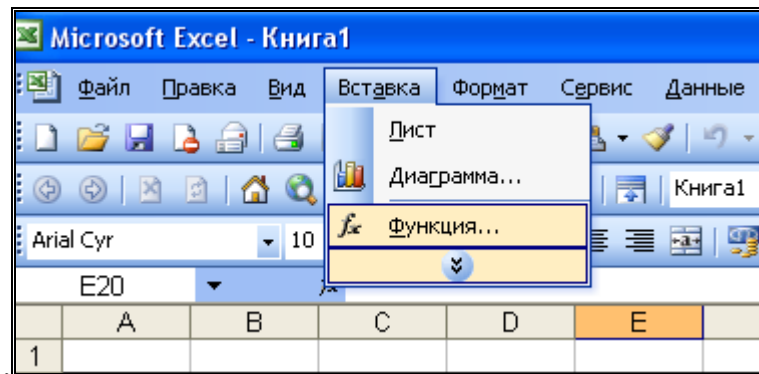 Microsoft Excel - Книга1
Файл Правка Вид Вставка Формат Сервис Данные
Лист
Диаграмма...
Книга1
fx Функция...
Arial Cyr 10
E20
A B C D E
1